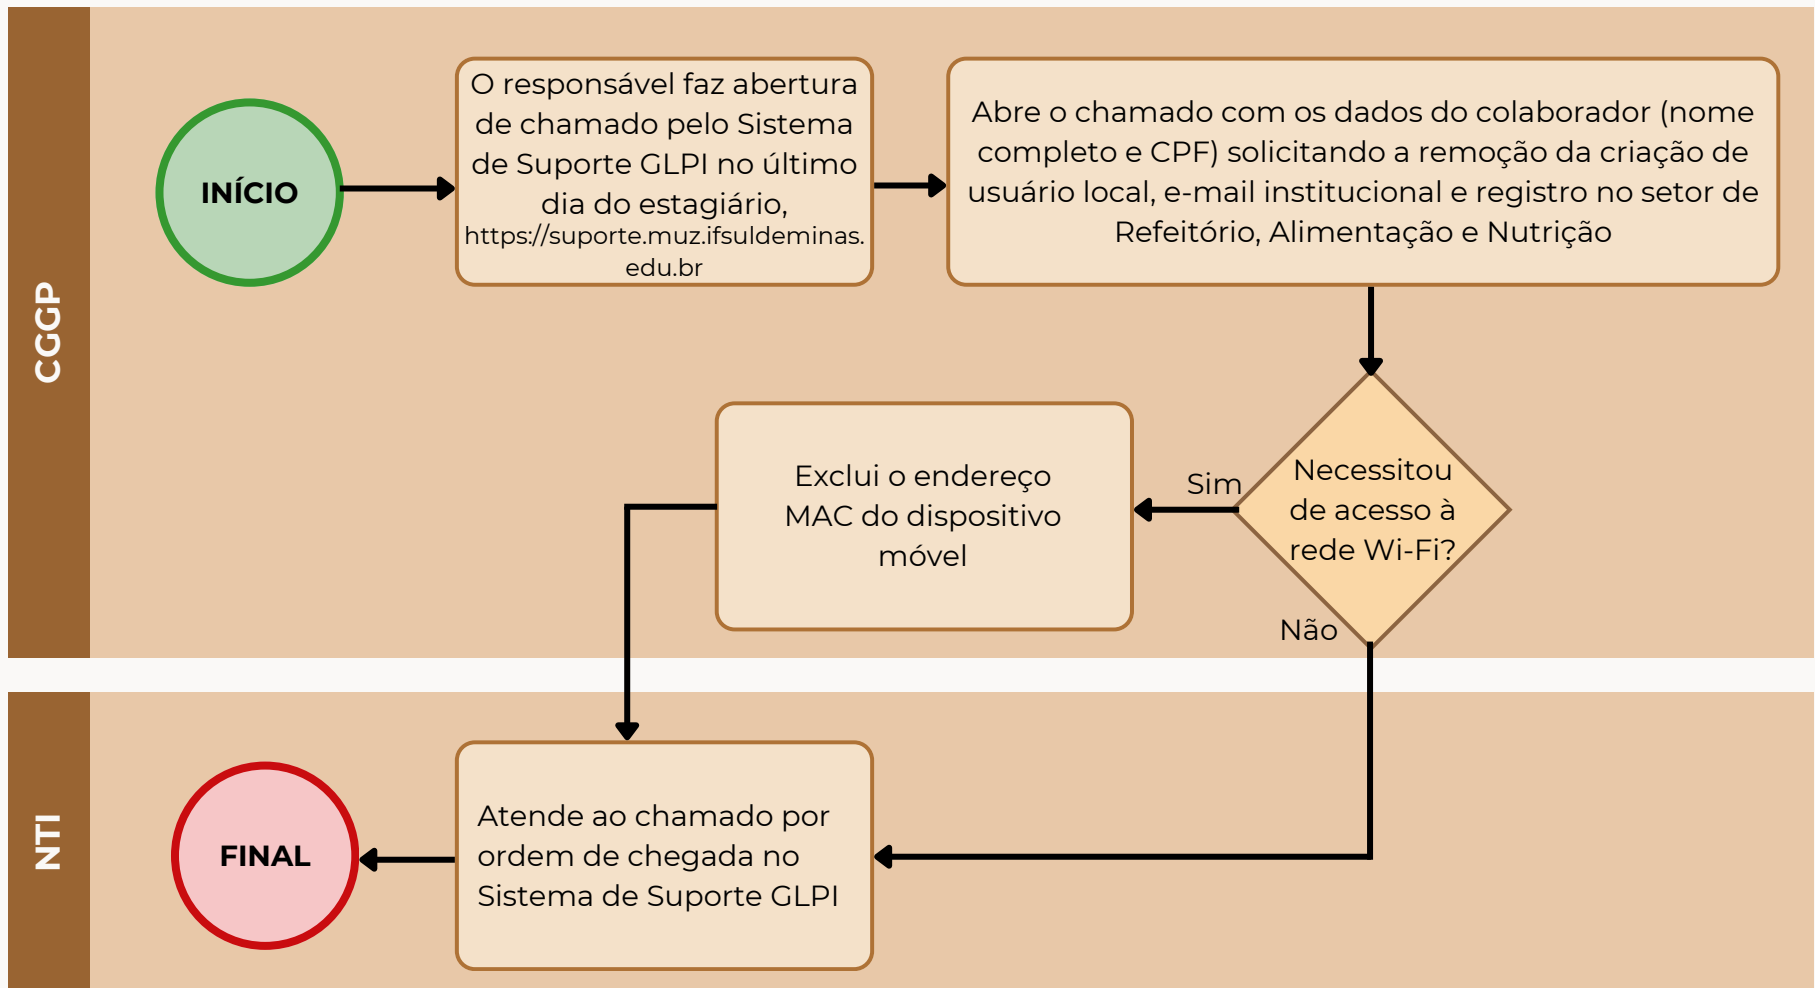 CGGP
INÍCIO
O responsável faz abertura
de chamado pelo Sistema
de Suporte GLPI no último
dia do estagiário,
https://suporte.muz.ifsuldeminas.
edu.br
Abre o chamado com os dados do colaborador (nome
completo e CPF) solicitando a remoção da criação de
usuário local, e-mail institucional e registro no setor de
Refeitório, Alimentação e Nutrição
Necessitou
de acesso à
rede Wi-Fi?
Sim
Exclui o endereço
MAC do dispositivo
móvel
Não
NTI
Atende ao chamado por
ordem de chegada no
Sistema de Suporte GLPI
FINAL